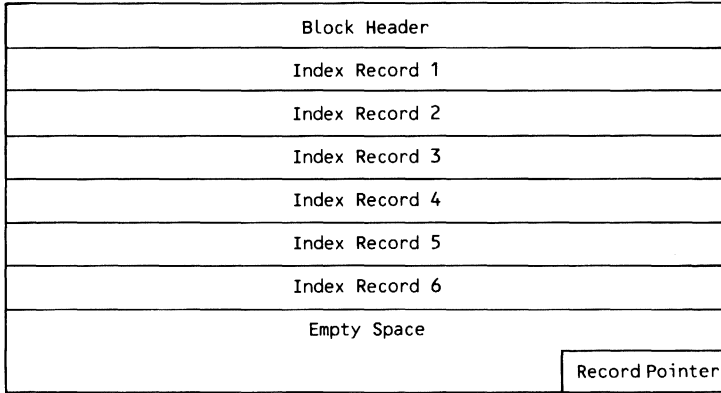 Block Header
Index Record 1
Index Record 2
Index Record 3
Index Record 4
Index Record 5
Index Record 6
Empty Space
Record Pointer